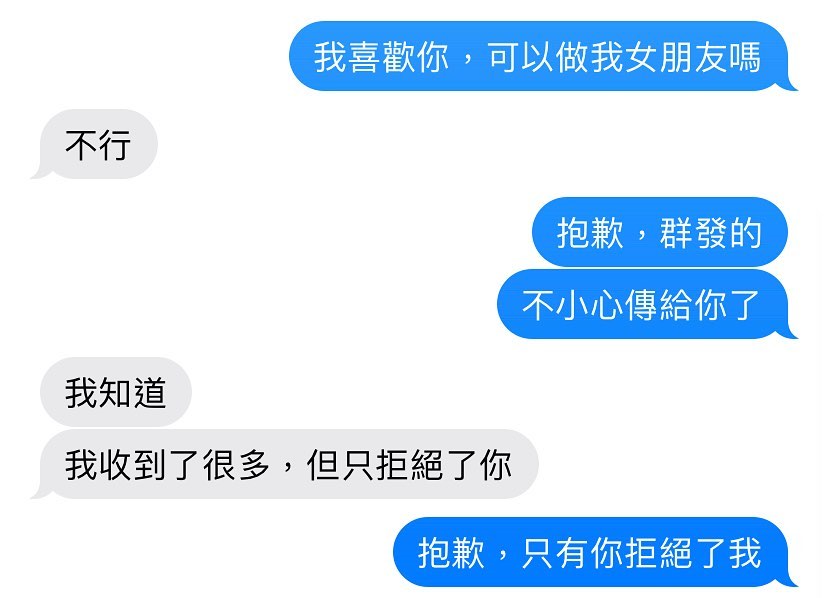 我喜歡你，可以做我女朋友嗎
不行
抱歉，群發的
不小心傳給你了
我知道
我收到了很多，但只拒絕了你
抱歉，只有你拒絕了我